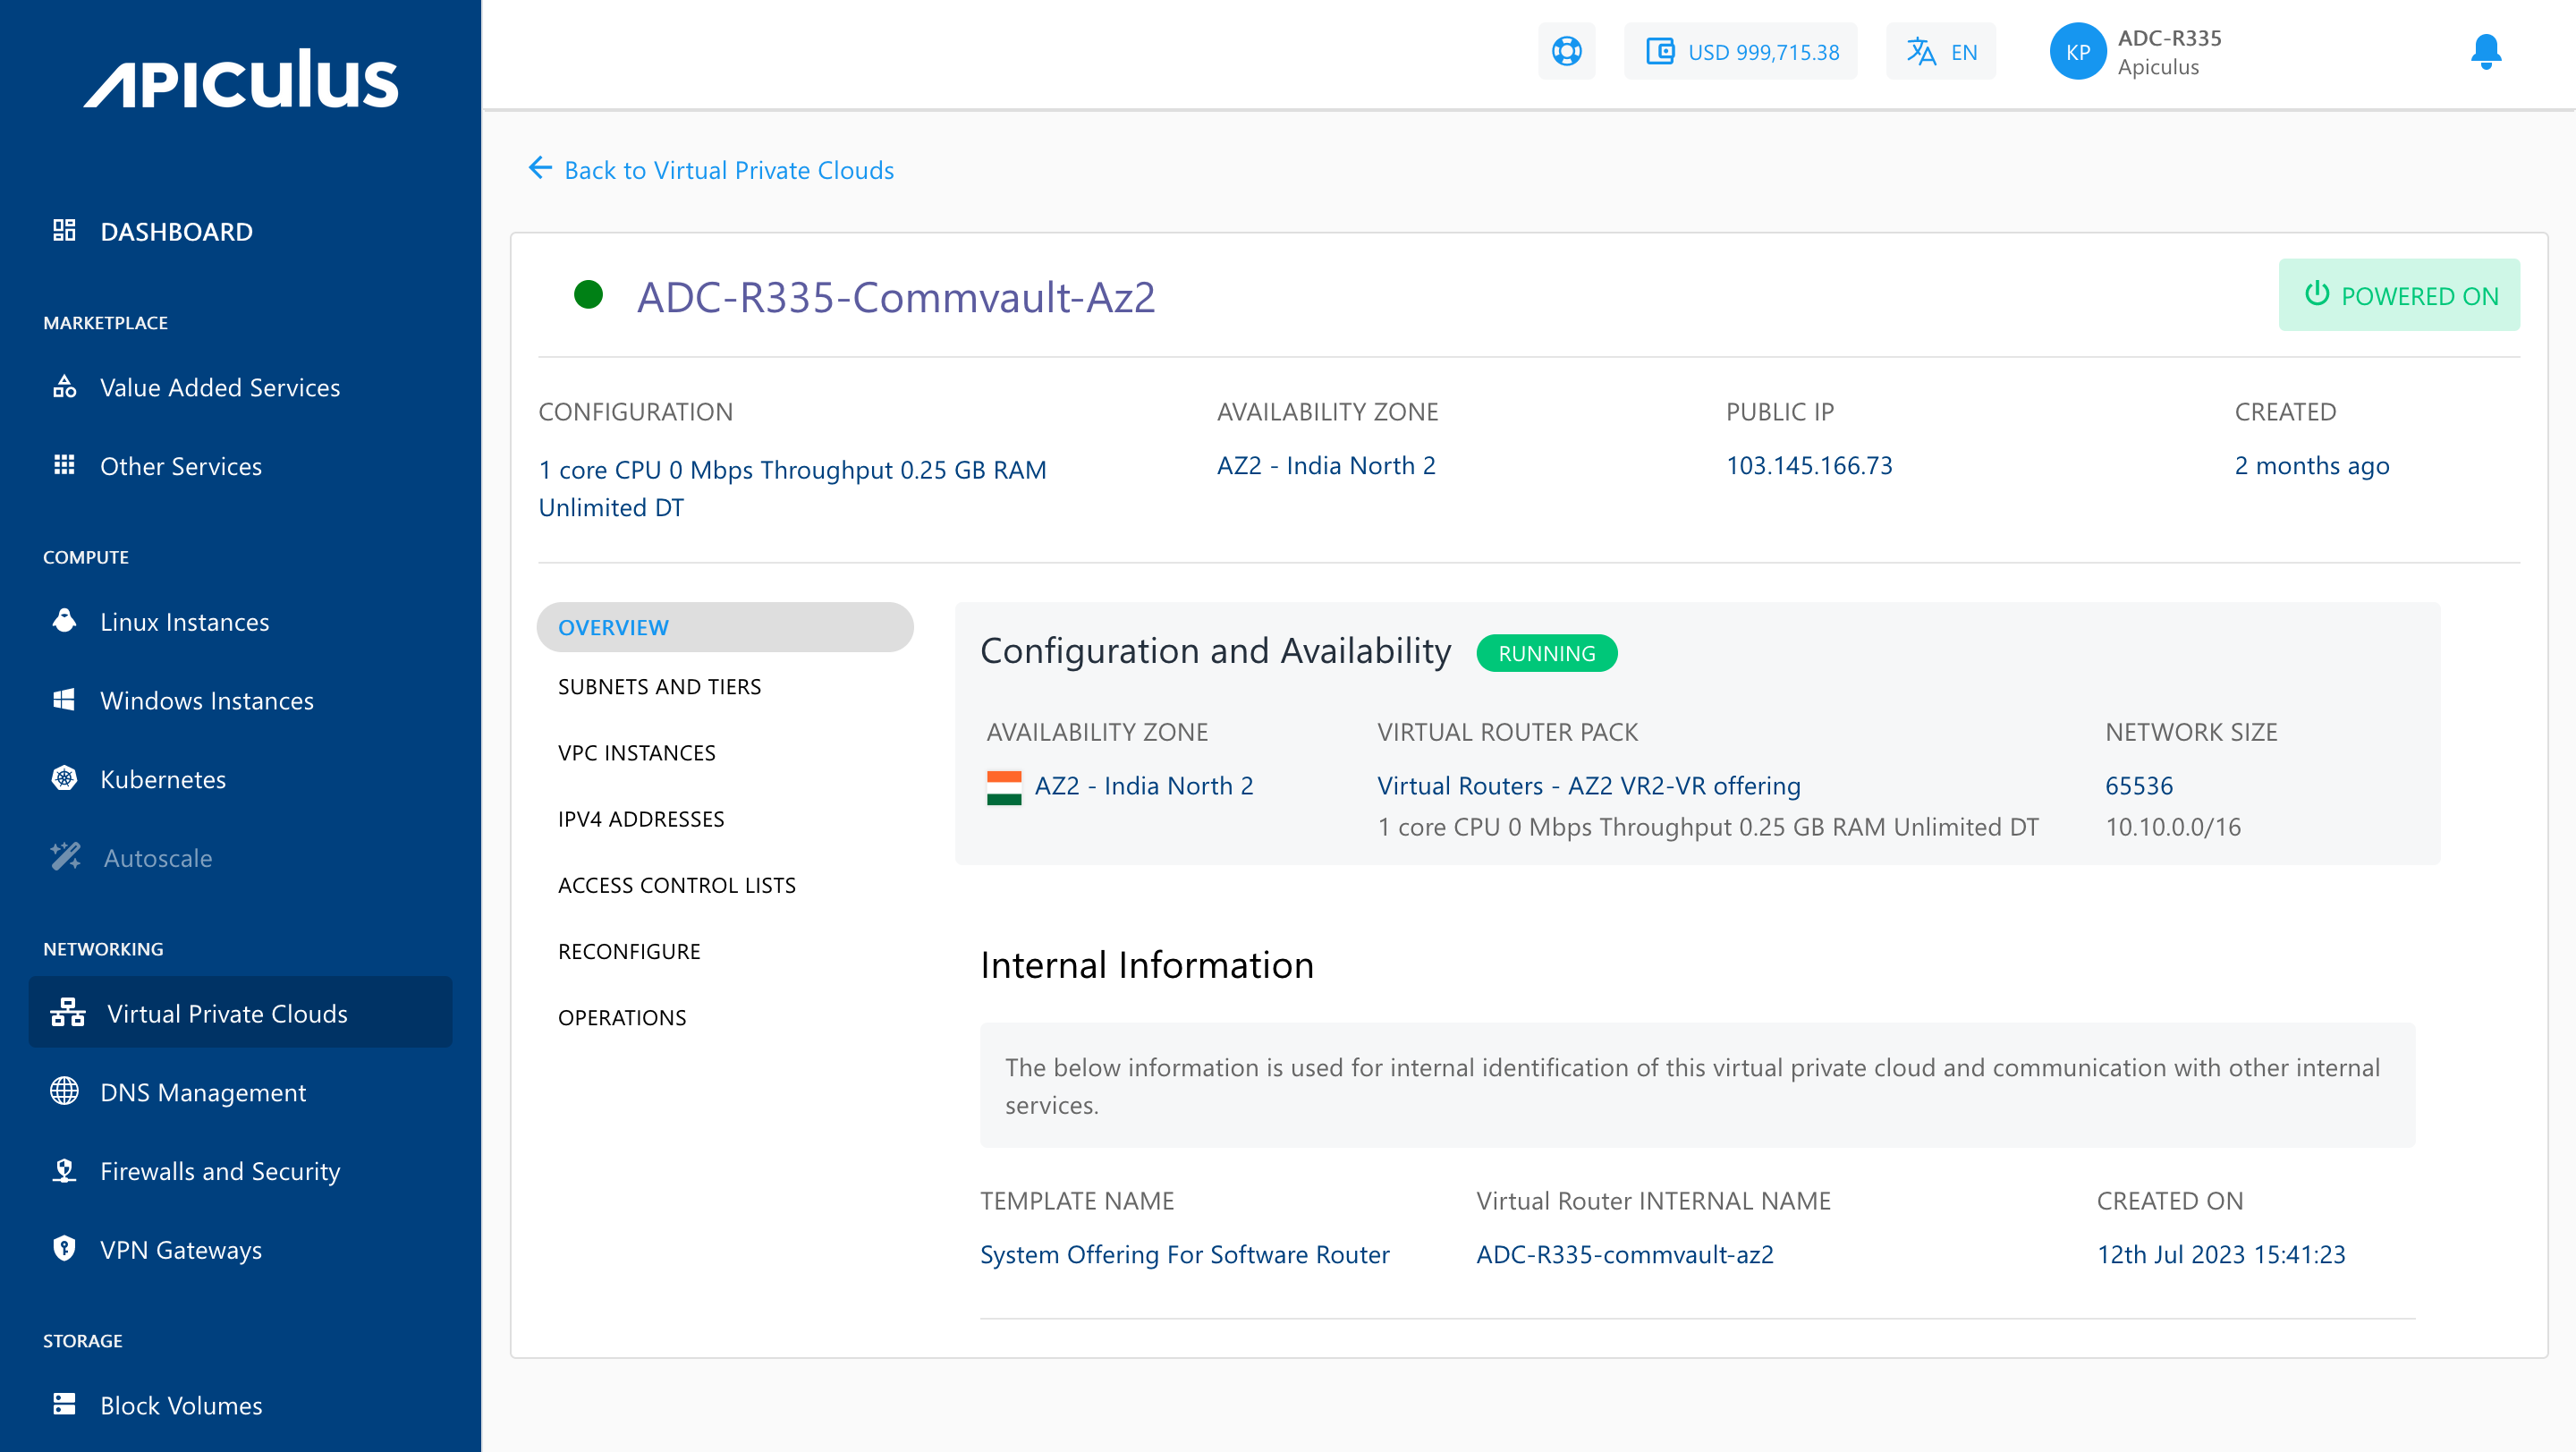 APICULUS
USD 999,715.38
EN
KP
ADC-R335
Apiculus
DASHBOARD
MARKETPLACE
Value Added Services
Other Services
COMPUTE
Linux Instances
Windows Instances
Kubernetes
Autoscale
NETWORKING
Virtual Private Clouds
DNS Management
Firewalls and Security
VPN Gateways
STORAGE
Block Volumes
Back to Virtual Private Clouds
ADC-R335-Commvault-Az2
POWERED ON
CONFIGURATION
1 core CPU 0 Mbps Throughput 0.25 GB RAM
Unlimited DT
AVAILABILITY ZONE
AZ2 - India North 2
PUBLIC IP
103.145.166.73
CREATED
2 months ago
OVERVIEW
SUBNETS AND TIERS
VPC INSTANCES
IPV4 ADDRESSES
ACCESS CONTROL LISTS
RECONFIGURE
OPERATIONS
Configuration and Availability
RUNNING
AVAILABILITY ZONE
AZ2 - India North 2
VIRTUAL ROUTER PACK
Virtual Routers - AZ2 VR2-VR offering
1 core CPU 0 Mbps Throughput 0.25 GB RAM Unlimited DT
NETWORK SIZE
65536
10.10.0.0/16
Internal Information
The below information is used for internal identification of this virtual private cloud and communication with other internal
services.
TEMPLATE NAME
System Offering For Software Router
Virtual Router INTERNAL NAME
ADC-R335-commvault-az2
CREATED ON
12th Jul 2023 15:41:23